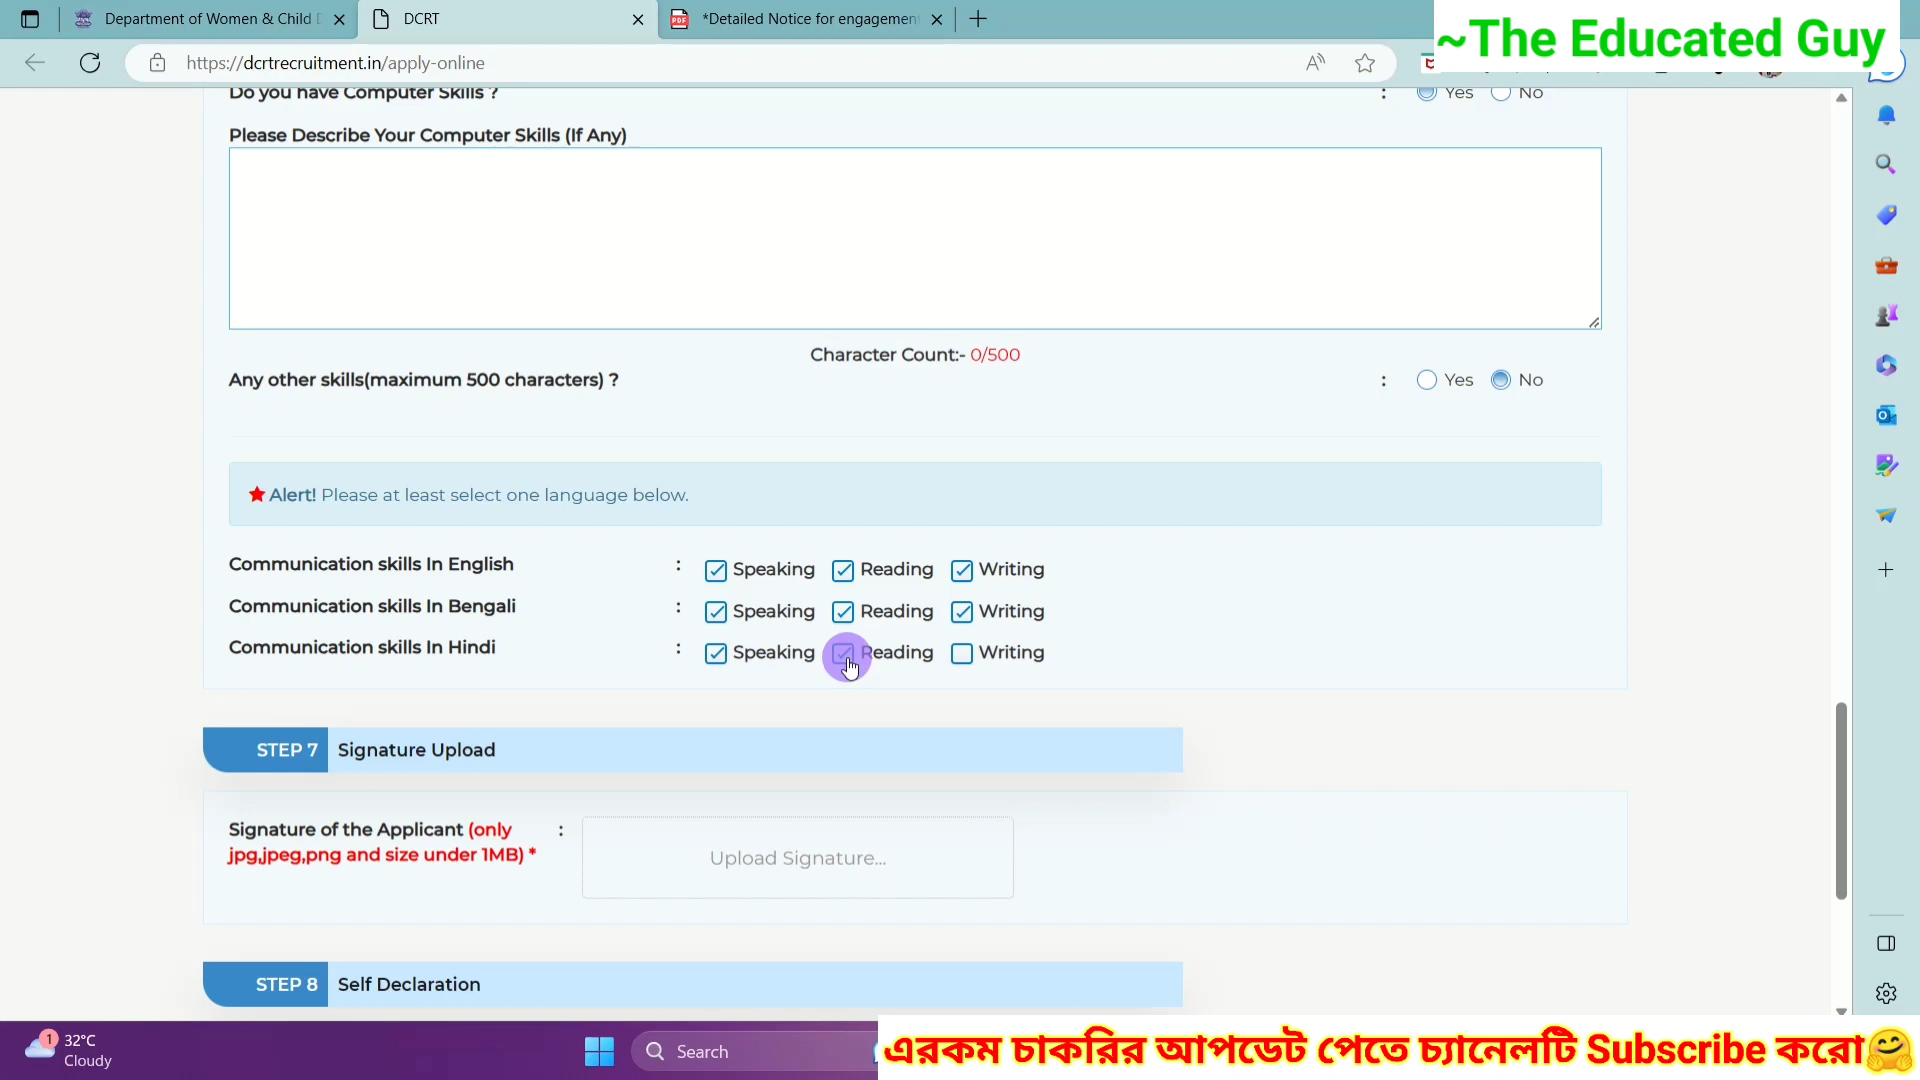 Department of Women & Child D
DCRT
*Detailed Notice for engagemen
~The Educated Guy
https://dcrtrecruitment.in/apply-online
Do you have Computer Skills ? : Yes No
Please Describe Your Computer Skills (If Any)
Character Count:- 0/500
Any other skills(maximum 500 characters) ? : Yes No
Alert! Please at least select one language below.
Communication skills In English : Speaking Reading Writing
Communication skills In Bengali : Speaking Reading Writing
Communication skills In Hindi : Speaking Reading Writing
STEP 7 Signature Upload
Signature of the Applicant (only :
jpg,jpeg,png and size under 1MB) *
Upload Signature...
STEP 8 Self Declaration
1
32°C
Cloudy
Search
এরকম চাকরির আপডেট পেতে চ্যানেলটি Subscribe করো